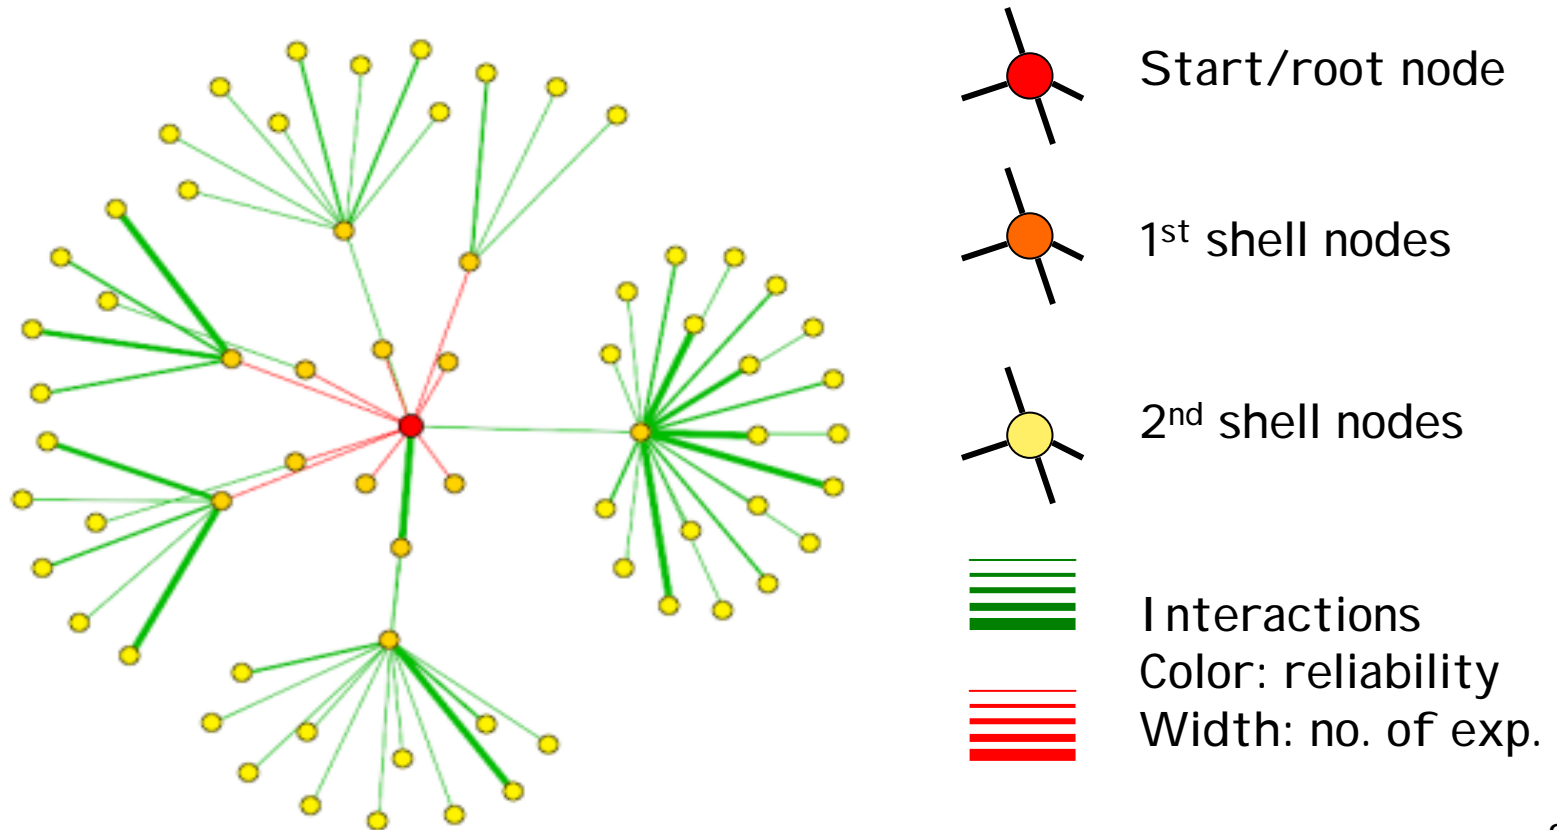 Start/root node
1st shell nodes
2nd shell nodes
Interactions
Color: reliability
Width: no. of exp.